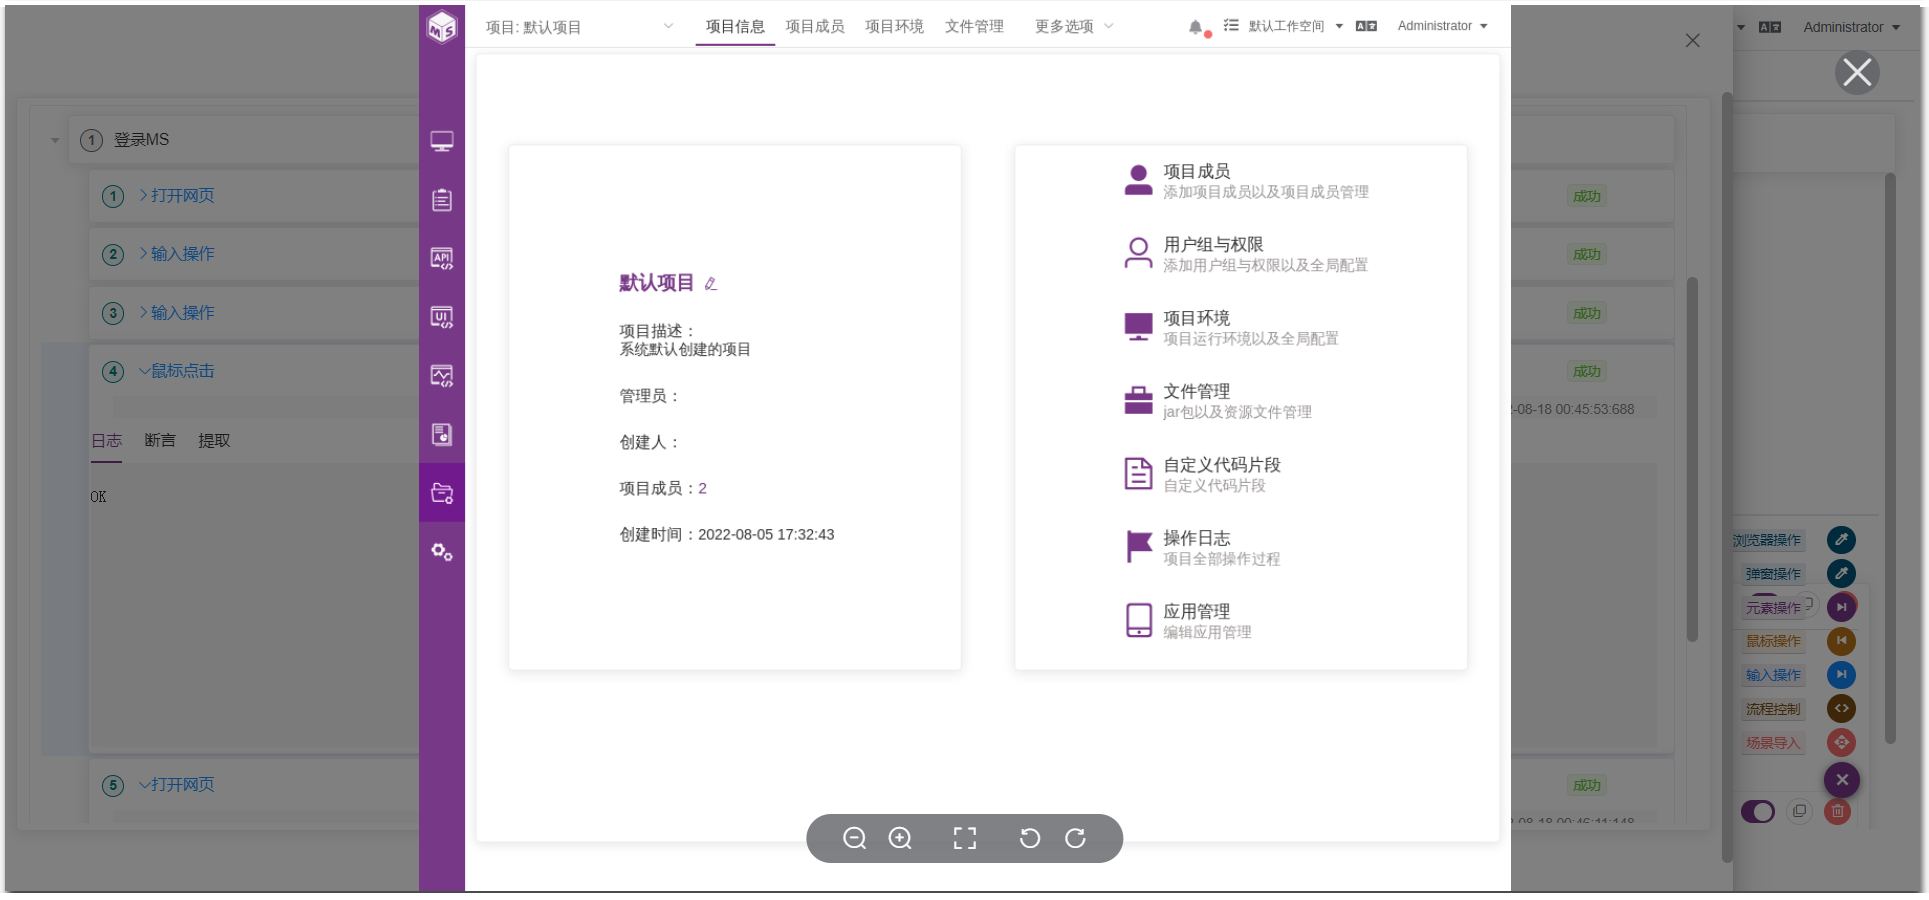 项目: 默认项目
项目信息
项目成员
项目环境
文件管理
更多选项
默认工作空间
Administrator
Administrator
1 登录MS
1 打开网页 成功
2 输入操作 成功
3 输入操作 成功
4 鼠标点击 成功
-08-18 00:45:53:688
日志 断言 提取
OK
5 打开网页 成功
API
UI
默认项目
项目描述：
系统默认创建的项目
管理员：
创建人：
项目成员：2
创建时间：2022-08-05 17:32:43
项目成员
添加项目成员以及项目成员管理
用户组与权限
添加用户组与权限以及全局配置
项目环境
项目运行环境以及全局配置
文件管理
jar包以及资源文件管理
自定义代码片段
自定义代码片段
操作日志
项目全部操作过程
应用管理
编辑应用管理
浏览器操作
弹窗操作
元素操作
鼠标操作
输入操作
流程控制
场景导入